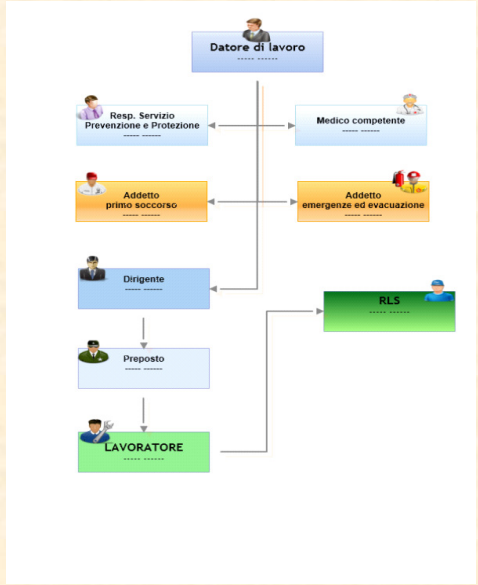 Datore di lavoro
----- ------
Resp. Servizio
Prevenzione e Protezione
----- ------
Medico competente
----- ------
Addetto
primo soccorso
----- ------
Addetto
emergenze ed evacuazione
----- ------
Dirigente
----- ------
RLS
----- ------
Preposto
----- ------
LAVORATORE
----- ------